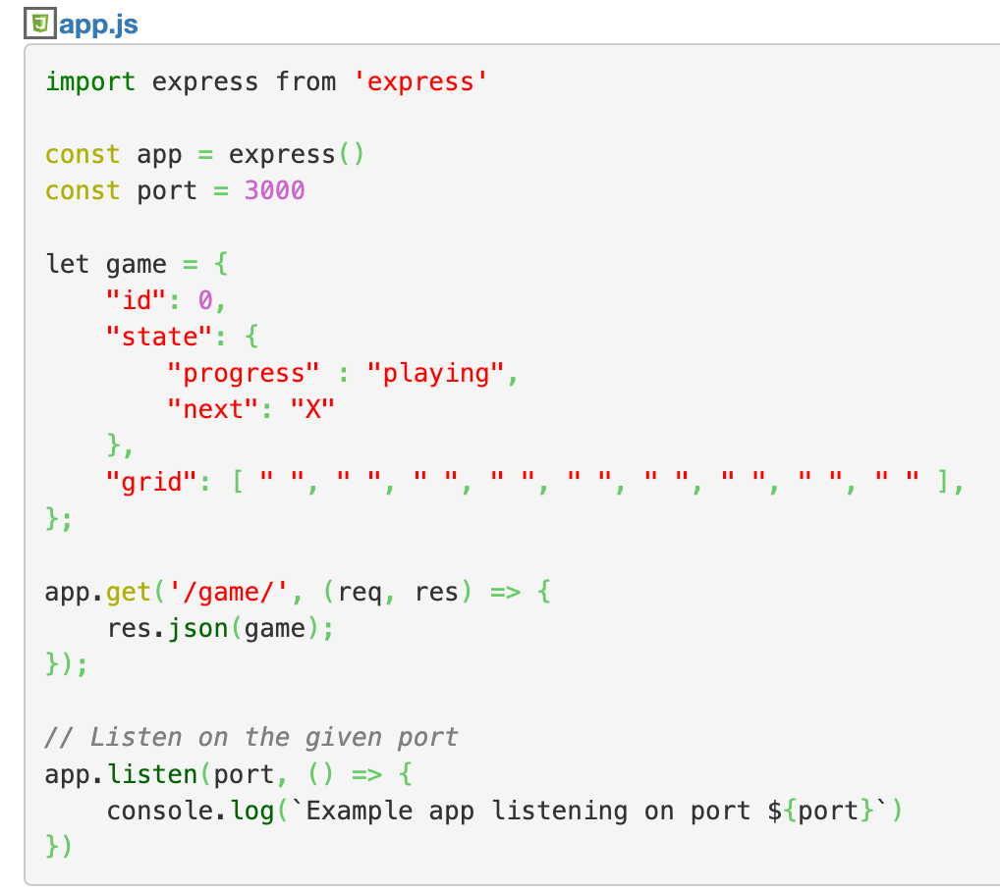 app.js
import express from 'express'
const app = express()
const port = 3000
let game = {
    "id": 0,
    "state": {
        "progress" : "playing",
        "next": "X"
    },
    "grid": [ " ", " ", " ", " ", " ", " ", " ", " ", " " ],
};
app.get('/game/', (req, res) => {
    res.json(game);
});
// Listen on the given port
app.listen(port, () => {
    console.log(`Example app listening on port ${port}`)
})